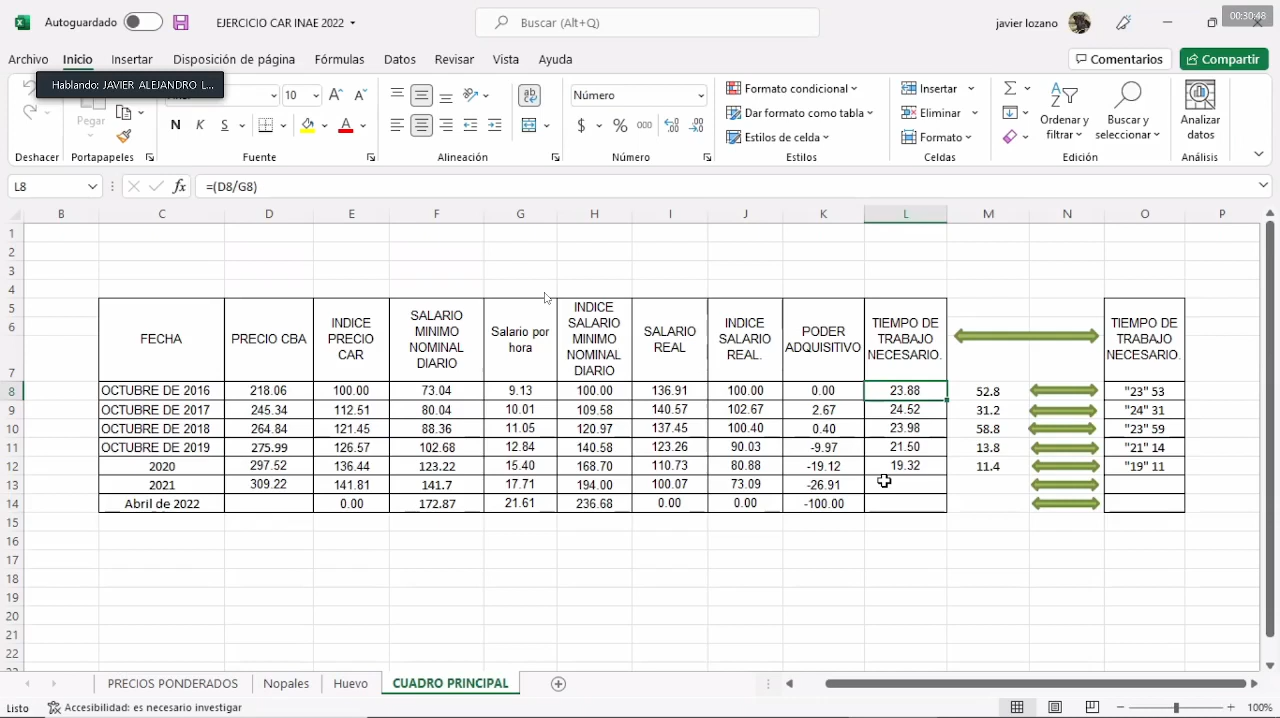 Autoguardado
EJERCICIO CAR INAE 2022
Buscar (Alt+Q)
javier lozano
00:30:48
Archivo Inicio Insertar Disposición de página Fórmulas Datos Revisar Vista Ayuda
Comentarios
Compartir
Hablando: JAVIER ALEJANDRO L...
Pegar
10
N K S
Número
$ % 000
Formato condicional
Dar formato como tabla
Estilos de celda
Insertar
Eliminar
Formato
Ordenar y filtrar
Buscar y seleccionar
Analizar datos
Deshacer Portapapeles Fuente Alineación Número Estilos Celdas Edición Análisis
L8 fx =(D8/G8)
B C D E F G H I J K L M N O P
1
2
3
4
5
6
7
FECHA PRECIO CBA INDICE PRECIO CAR SALARIO MINIMO NOMINAL DIARIO Salario por hora INDICE SALARIO MINIMO NOMINAL DIARIO SALARIO REAL INDICE SALARIO REAL. PODER ADQUISITIVO TIEMPO DE TRABAJO NECESARIO. TIEMPO DE TRABAJO NECESARIO.
8 OCTUBRE DE 2016 218.06 100.00 73.04 9.13 100.00 136.91 100.00 0.00 23.88 52.8 "23" 53
9 OCTUBRE DE 2017 245.34 112.51 80.04 10.01 109.58 140.57 102.67 2.67 24.52 31.2 "24" 31
10 OCTUBRE DE 2018 264.84 121.45 88.36 11.05 120.97 137.45 100.40 0.40 23.98 58.8 "23" 59
11 OCTUBRE DE 2019 275.99 126.57 102.68 12.84 140.58 123.26 90.03 -9.97 21.50 13.8 "21" 14
12 2020 297.52 136.44 123.22 15.40 168.70 110.73 80.88 -19.12 19.32 11.4 "19" 11
13 2021 309.22 141.81 141.7 17.71 194.00 100.07 73.09 -26.91
14 Abril de 2022 0.00 172.87 21.61 236.68 0.00 0.00 -100.00
15
16
17
18
19
20
21
22
PRECIOS PONDERADOS Nopales Huevo CUADRO PRINCIPAL
Listo Accesibilidad: es necesario investigar 100%